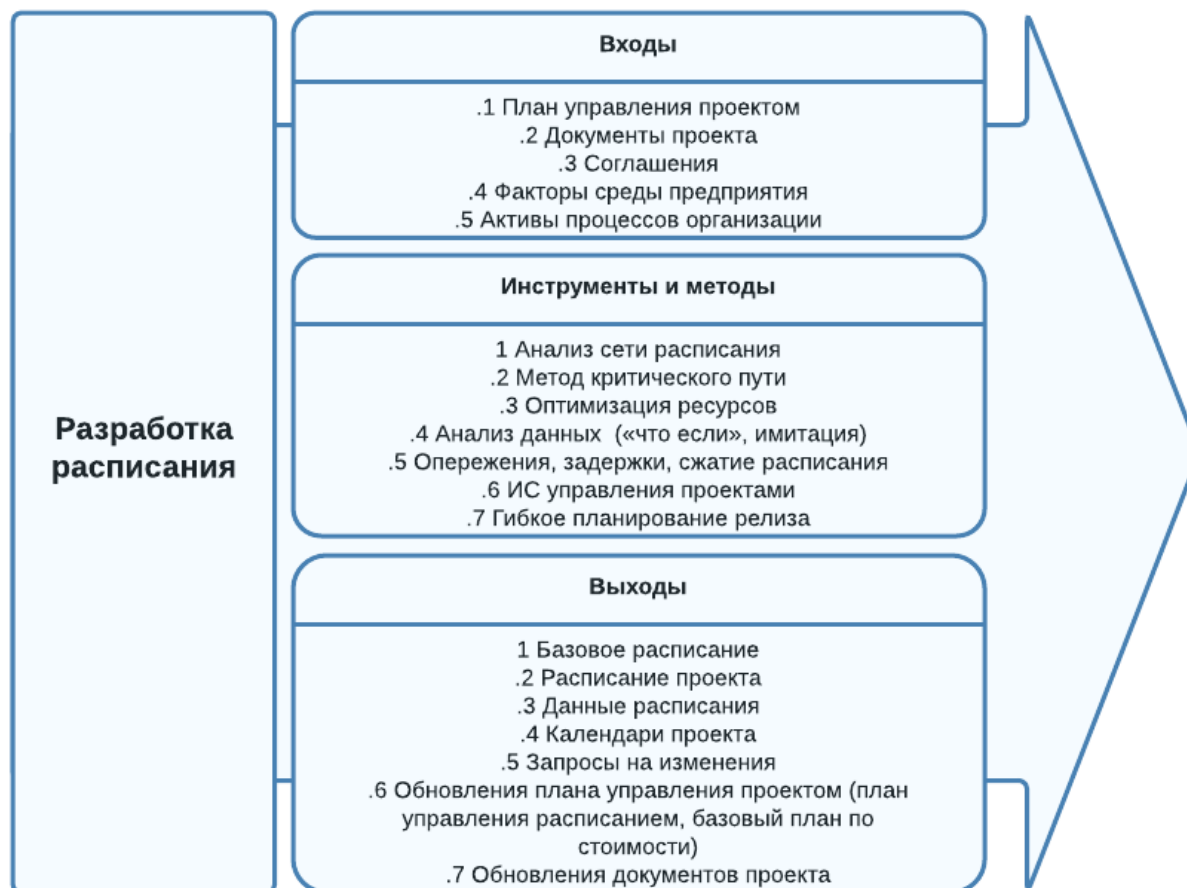 Разработка
расписания
Входы
.1 План управления проектом
.2 Документы проекта
.3 Соглашения
.4 Факторы среды предприятия
.5 Активы процессов организации
Инструменты и методы
1 Анализ сети расписания
.2 Метод критического пути
.3 Оптимизация ресурсов
.4 Анализ данных  («что если», имитация)
.5 Опережения, задержки, сжатие расписания
.6 ИС управления проектами
.7 Гибкое планирование релиза
Выходы
1 Базовое расписание
.2 Расписание проекта
.3 Данные расписания
.4 Календари проекта
.5 Запросы на изменения
.6 Обновления плана управления проектом (план
управления расписанием, базовый план по
стоимости)
.7 Обновления документов проекта